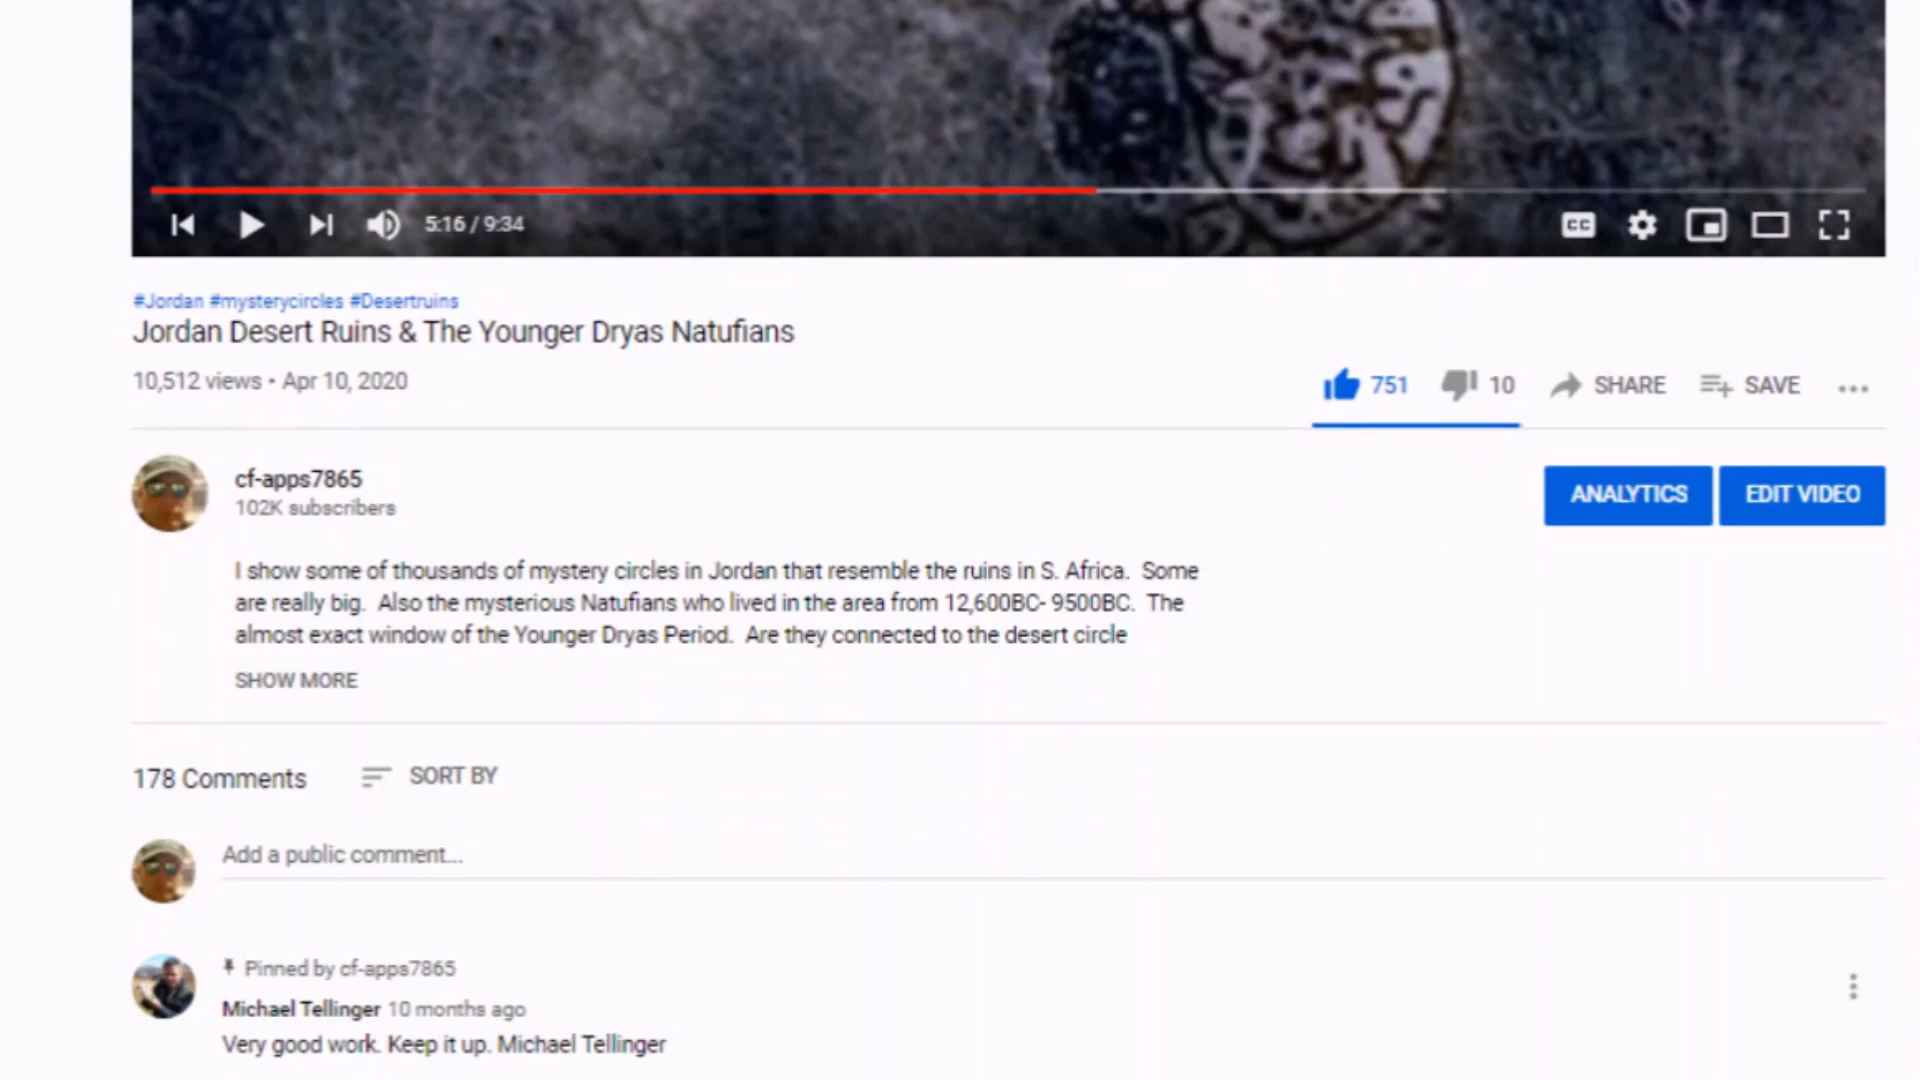 5:16 / 9:34
CC
#Jordan #mysterycircles #Desertruins
Jordan Desert Ruins & The Younger Dryas Natufians
10,512 views • Apr 10, 2020
751 10 SHARE SAVE
cf-apps7865
102K subscribers
ANALYTICS EDIT VIDEO
I show some of thousands of mystery circles in Jordan that resemble the ruins in S. Africa. Some
are really big. Also the mysterious Natufians who lived in the area from 12,600BC- 9500BC. The
almost exact window of the Younger Dryas Period. Are they connected to the desert circle
SHOW MORE
178 Comments SORT BY
Add a public comment...
Pinned by cf-apps7865
Michael Tellinger 10 months ago
Very good work. Keep it up. Michael Tellinger